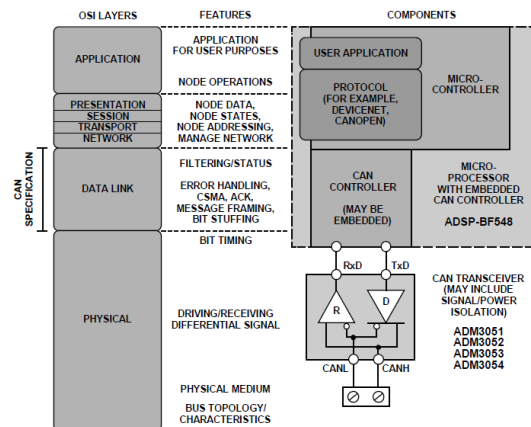 OSI LAYERS
FEATURES
COMPONENTS
APPLICATION
APPLICATION
FOR USER PURPOSES
NODE OPERATIONS
USER APPLICATION
PROTOCOL
(FOR EXAMPLE,
DEVICENET,
CANOPEN)
MICRO-
CONTROLLER
PRESENTATION
SESSION
TRANSPORT
NETWORK
NODE DATA,
NODE STATES,
NODE ADDRESSING,
MANAGE NETWORK
CAN
SPECIFICATION
DATA LINK
FILTERING/STATUS
ERROR HANDLING,
CSMA, ACK,
MESSAGE FRAMING,
BIT STUFFING
CAN
CONTROLLER
(MAY BE
EMBEDDED)
MICRO-
PROCESSOR
WITH EMBEDDED
CAN CONTROLLER
ADSP-BF548
PHYSICAL
BIT TIMING
DRIVING/RECEIVING
DIFFERENTIAL SIGNAL
PHYSICAL MEDIUM
BUS TOPOLOGY/
CHARACTERISTICS
RxD
TxD
R
D
CANL
CANH
CAN TRANSCEIVER
(MAY INCLUDE
SIGNAL/POWER
ISOLATION)
ADM3051
ADM3052
ADM3053
ADM3054